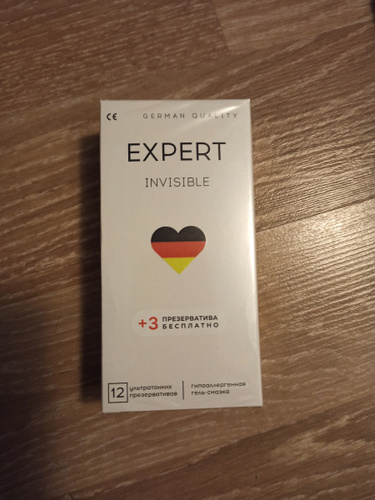 CE GERMAN QUALITY
EXPERT
INVISIBLE
+3 ПРЕЗЕРВАТИВА
БЕСПЛАТНО
12 ультратонких
презервативов
гипоаллергенная
гель-смазка